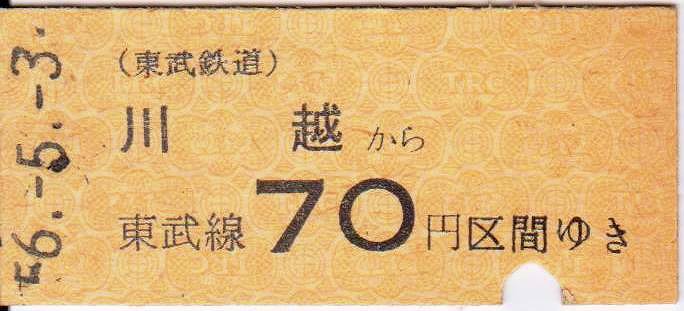 56.-5.-3.
(東武鉄道)
川越から
東武線70円区間ゆき